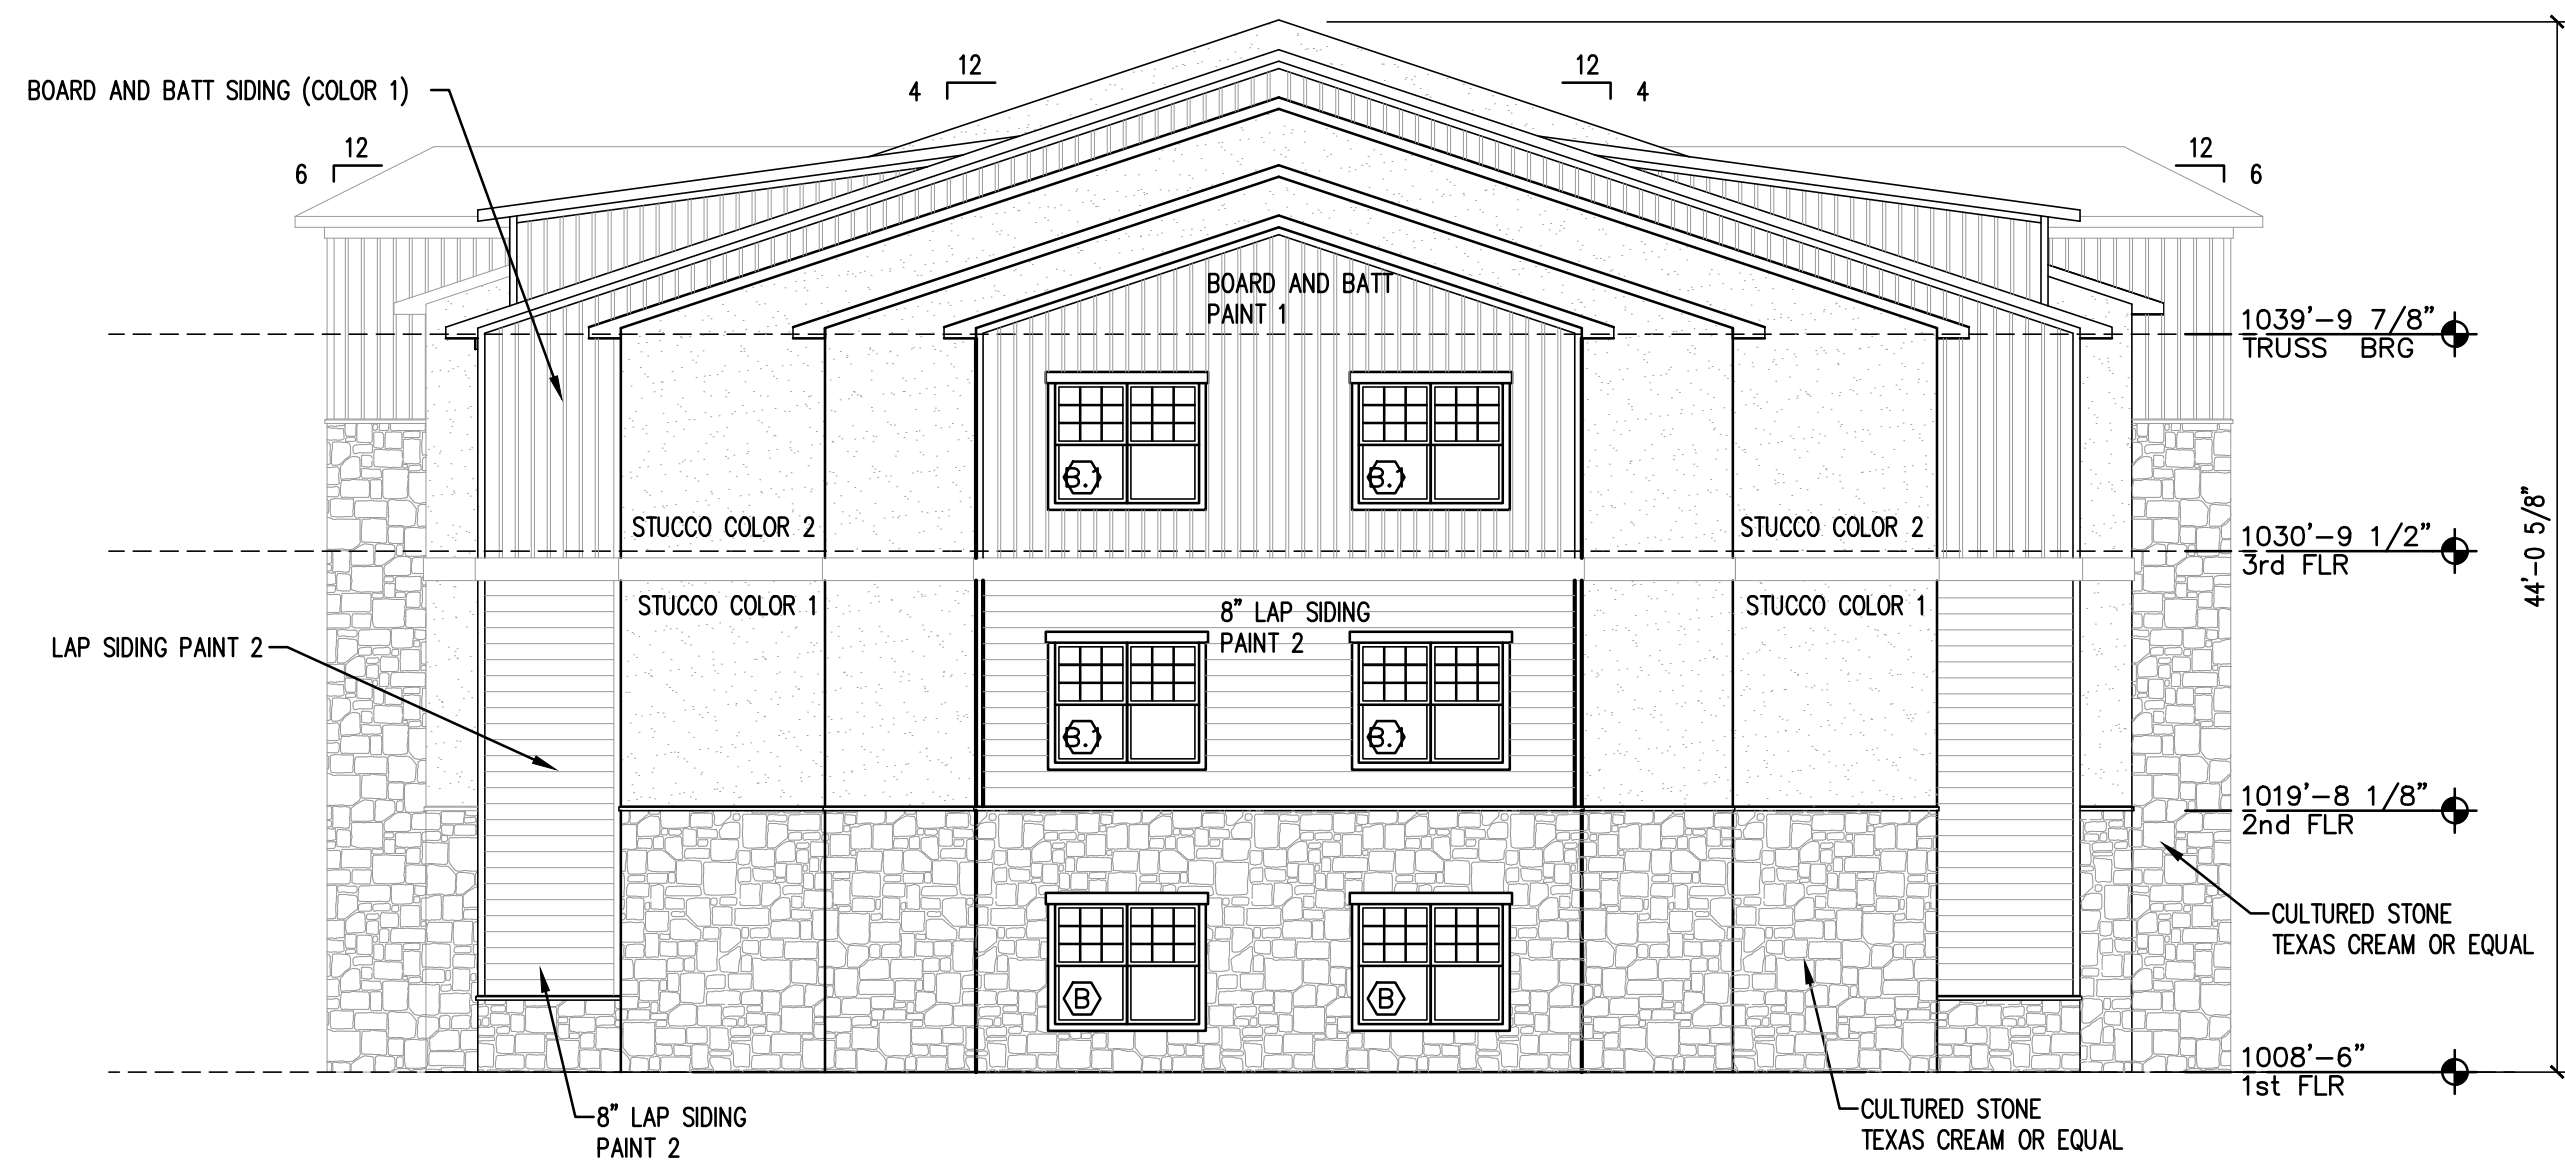 12
4
12
4
BOARD AND BATT SIDING (COLOR 1)
12
6
12
6
BOARD AND BATT
PAINT 1
1039'-9 7/8"
TRUSS BRG
B.1
B.1
44'-0 5/8"
STUCCO COLOR 2
STUCCO COLOR 2
1030'-9 1/2"
3rd FLR
STUCCO COLOR 1
8" LAP SIDING
PAINT 2
STUCCO COLOR 1
LAP SIDING PAINT 2
B.1
B.1
1019'-8 1/8"
2nd FLR
CULTURED STONE
TEXAS CREAM OR EQUAL
B
B
1008'-6"
1st FLR
8" LAP SIDING
PAINT 2
CULTURED STONE
TEXAS CREAM OR EQUAL